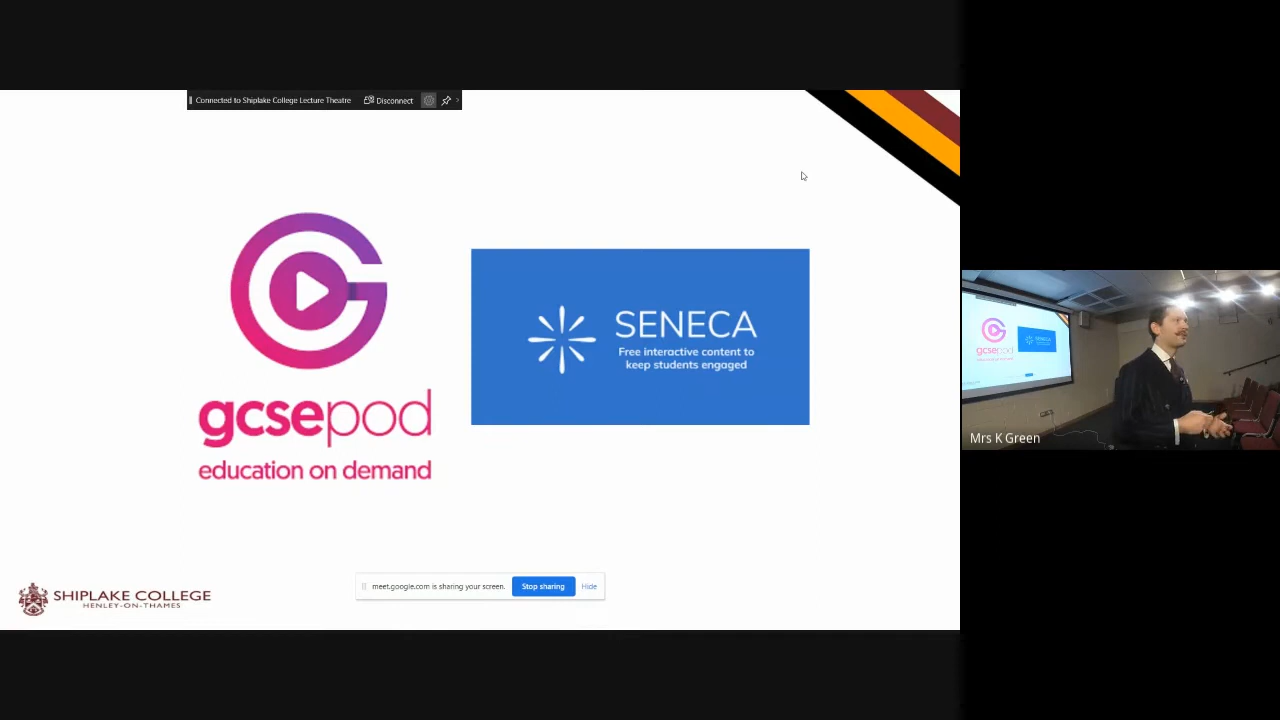 Connected to Shiplake College Lecture Theatre
Disconnect
gcsepod
education on demand
SENECA
Free interactive content to
keep students engaged
SHIPLAKE COLLEGE
HENLEY-ON-THAMES
meet.google.com is sharing your screen.
Stop sharing
Hide
Mrs K Green